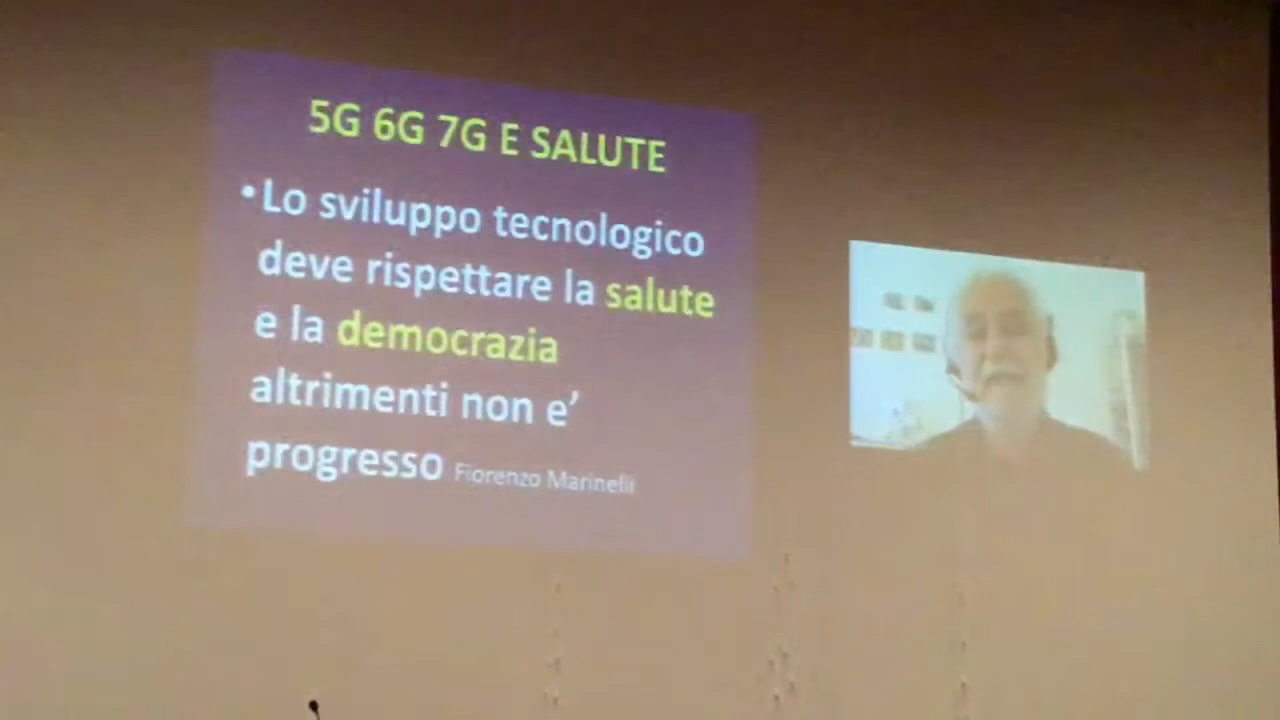 5G 6G 7G E SALUTE
•Lo sviluppo tecnologico
deve rispettare la salute
e la democrazia
altrimenti non e’
progresso Fiorenzo Marinelli